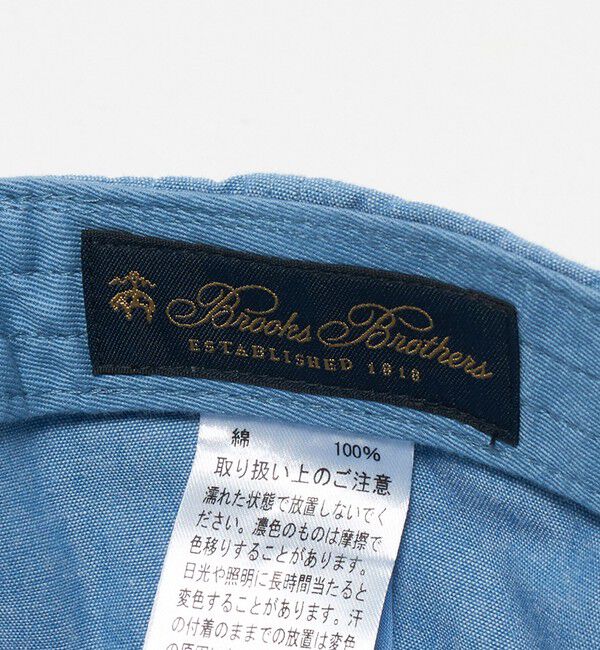 Brooks Brothers
ESTABLISHED 1818
綿 100%
取り扱い上のご注意
濡れた状態で放置しないでく
ださい。濃色のものは摩擦で
色移りすることがあります。
日光や照明に長時間当たると
変色することがあります。汗
の付着のままでの放置は変色
の原因に